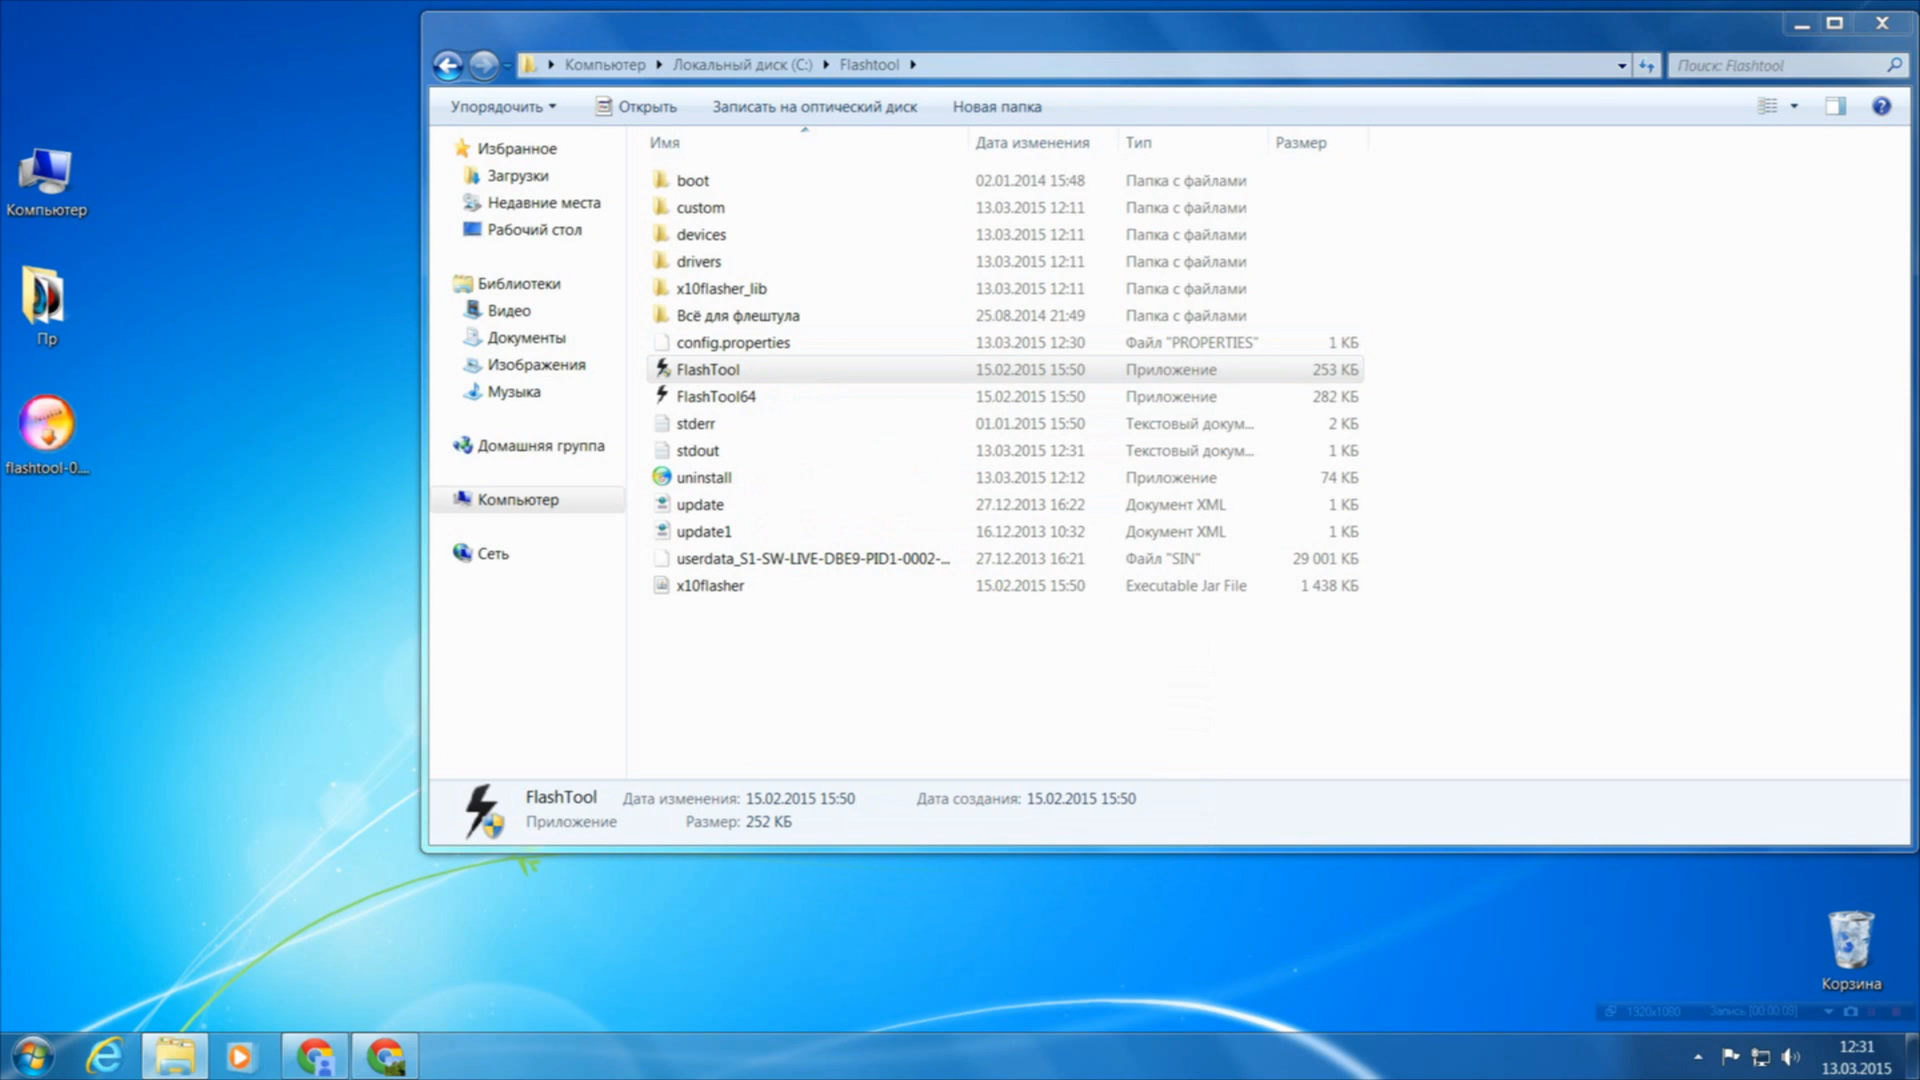 Компьютер
Локальный диск (C:)
Flashtool
Поиск: Flashtool
Упорядочить
Открыть
Записать на оптический диск
Новая папка
Избранное
Загрузки
Недавние места
Рабочий стол
Библиотеки
Видео
Документы
Изображения
Музыка
Домашняя группа
Компьютер
Сеть
Имя Дата изменения Тип Размер
boot 02.01.2014 15:48 Папка с файлами
custom 13.03.2015 12:11 Папка с файлами
devices 13.03.2015 12:11 Папка с файлами
drivers 13.03.2015 12:11 Папка с файлами
x10flasher_lib 13.03.2015 12:11 Папка с файлами
Всё для флештула 25.08.2014 21:49 Папка с файлами
config.properties 13.03.2015 12:30 Файл "PROPERTIES" 1 КБ
FlashTool 15.02.2015 15:50 Приложение 253 КБ
FlashTool64 15.02.2015 15:50 Приложение 282 КБ
stderr 01.01.2015 15:50 Текстовый докум... 2 КБ
stdout 13.03.2015 12:31 Текстовый докум... 1 КБ
uninstall 13.03.2015 12:12 Приложение 74 КБ
update 27.12.2013 16:22 Документ XML 1 КБ
update1 16.12.2013 10:32 Документ XML 1 КБ
userdata_S1-SW-LIVE-DBE9-PID1-0002-... 27.12.2013 16:21 Файл "SIN" 29 001 КБ
x10flasher 15.02.2015 15:50 Executable Jar File 1 438 КБ
FlashTool Дата изменения: 15.02.2015 15:50 Дата создания: 15.02.2015 15:50
Приложение Размер: 252 КБ
Компьютер
Пр
flashtool-0...
Корзина
1920x1080 Запись [00:00:09]
12:31
13.03.2015